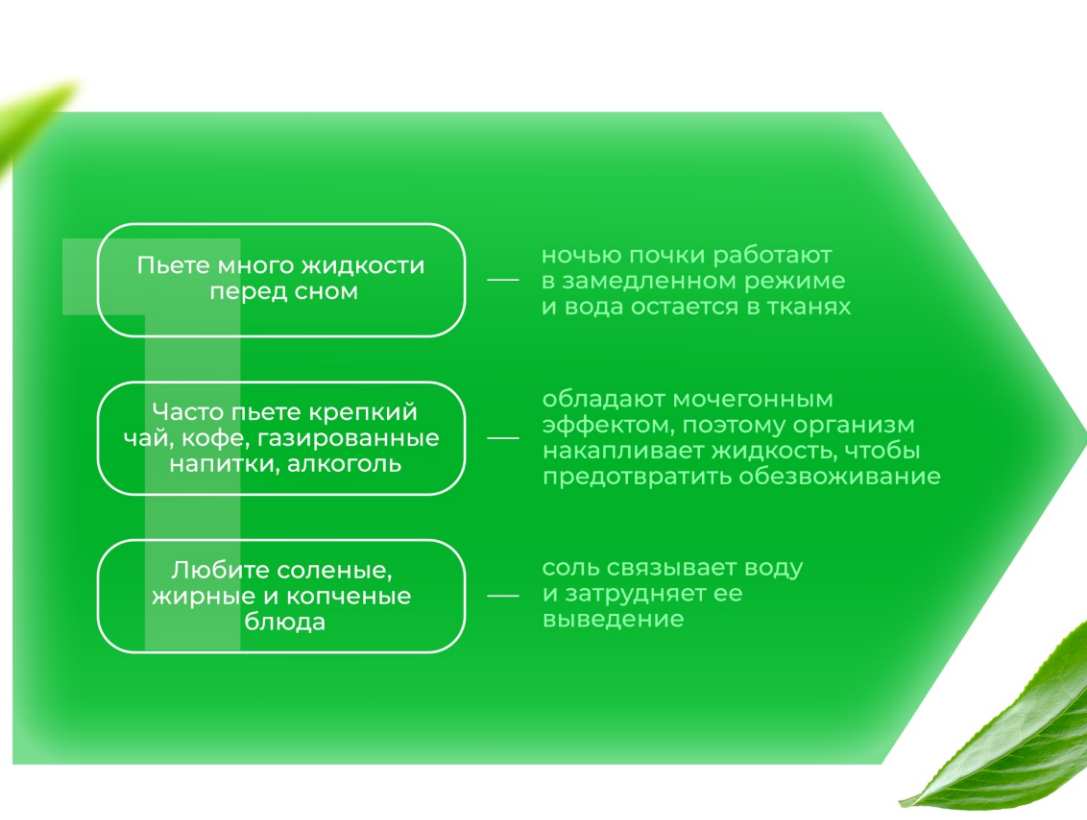 1
Пьете много жидкости
перед сном
—
ночью почки работают
в замедленном режиме
и вода остается в тканях
Часто пьете крепкий
чай, кофе, газированные
напитки, алкоголь
—
обладают мочегонным
эффектом, поэтому организм
накапливает жидкость, чтобы
предотвратить обезвоживание
Любите соленые,
жирные и копченые
блюда
—
соль связывает воду
и затрудняет ее
выведение